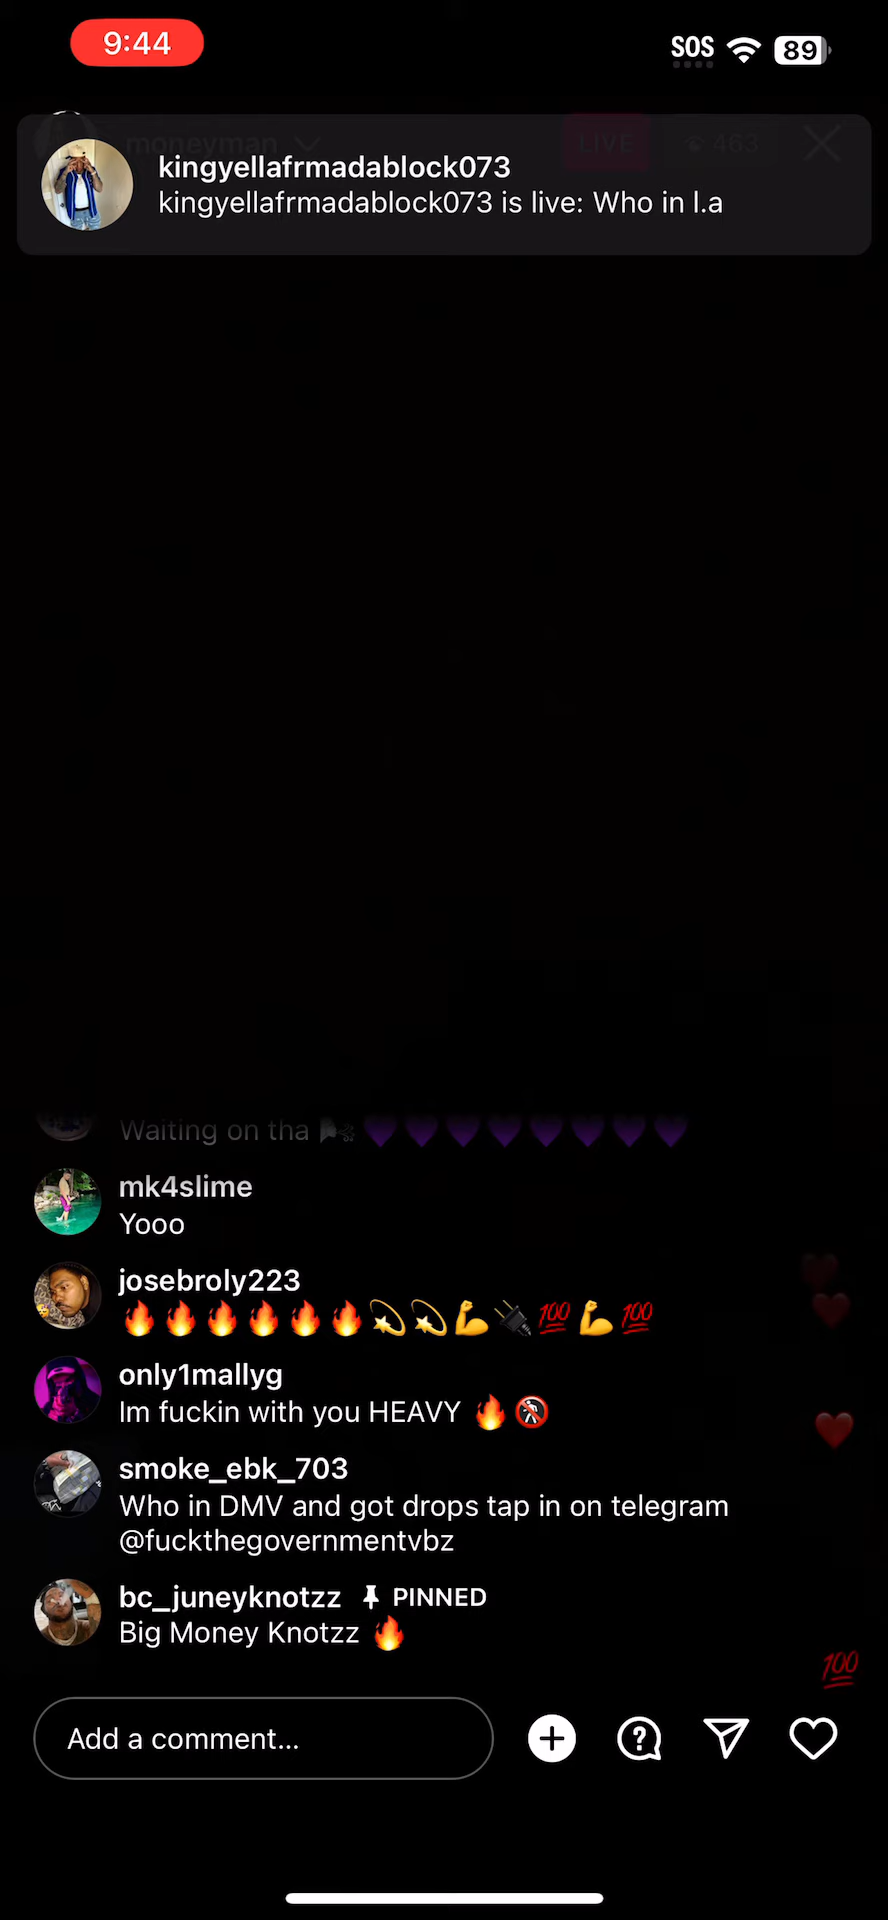 9:44
SOS
89
moneyman
LIVE
463
kingyellafrmadablock073
kingyellafrmadablock073 is live: Who in l.a
Waiting on tha 🌬️💜💜💜💜💜💜💜💜
mk4slime
Yooo
josebroly223
🔥🔥🔥🔥🔥🔥💫💫💪🔌💯💪💯
only1mallyg
Im fuckin with you HEAVY 🔥🚷
smoke_ebk_703
Who in DMV and got drops tap in on telegram
@fuckthegovernmentvbz
bc_juneyknotzz 📌 PINNED
Big Money Knotzz 🔥
💯
Add a comment...